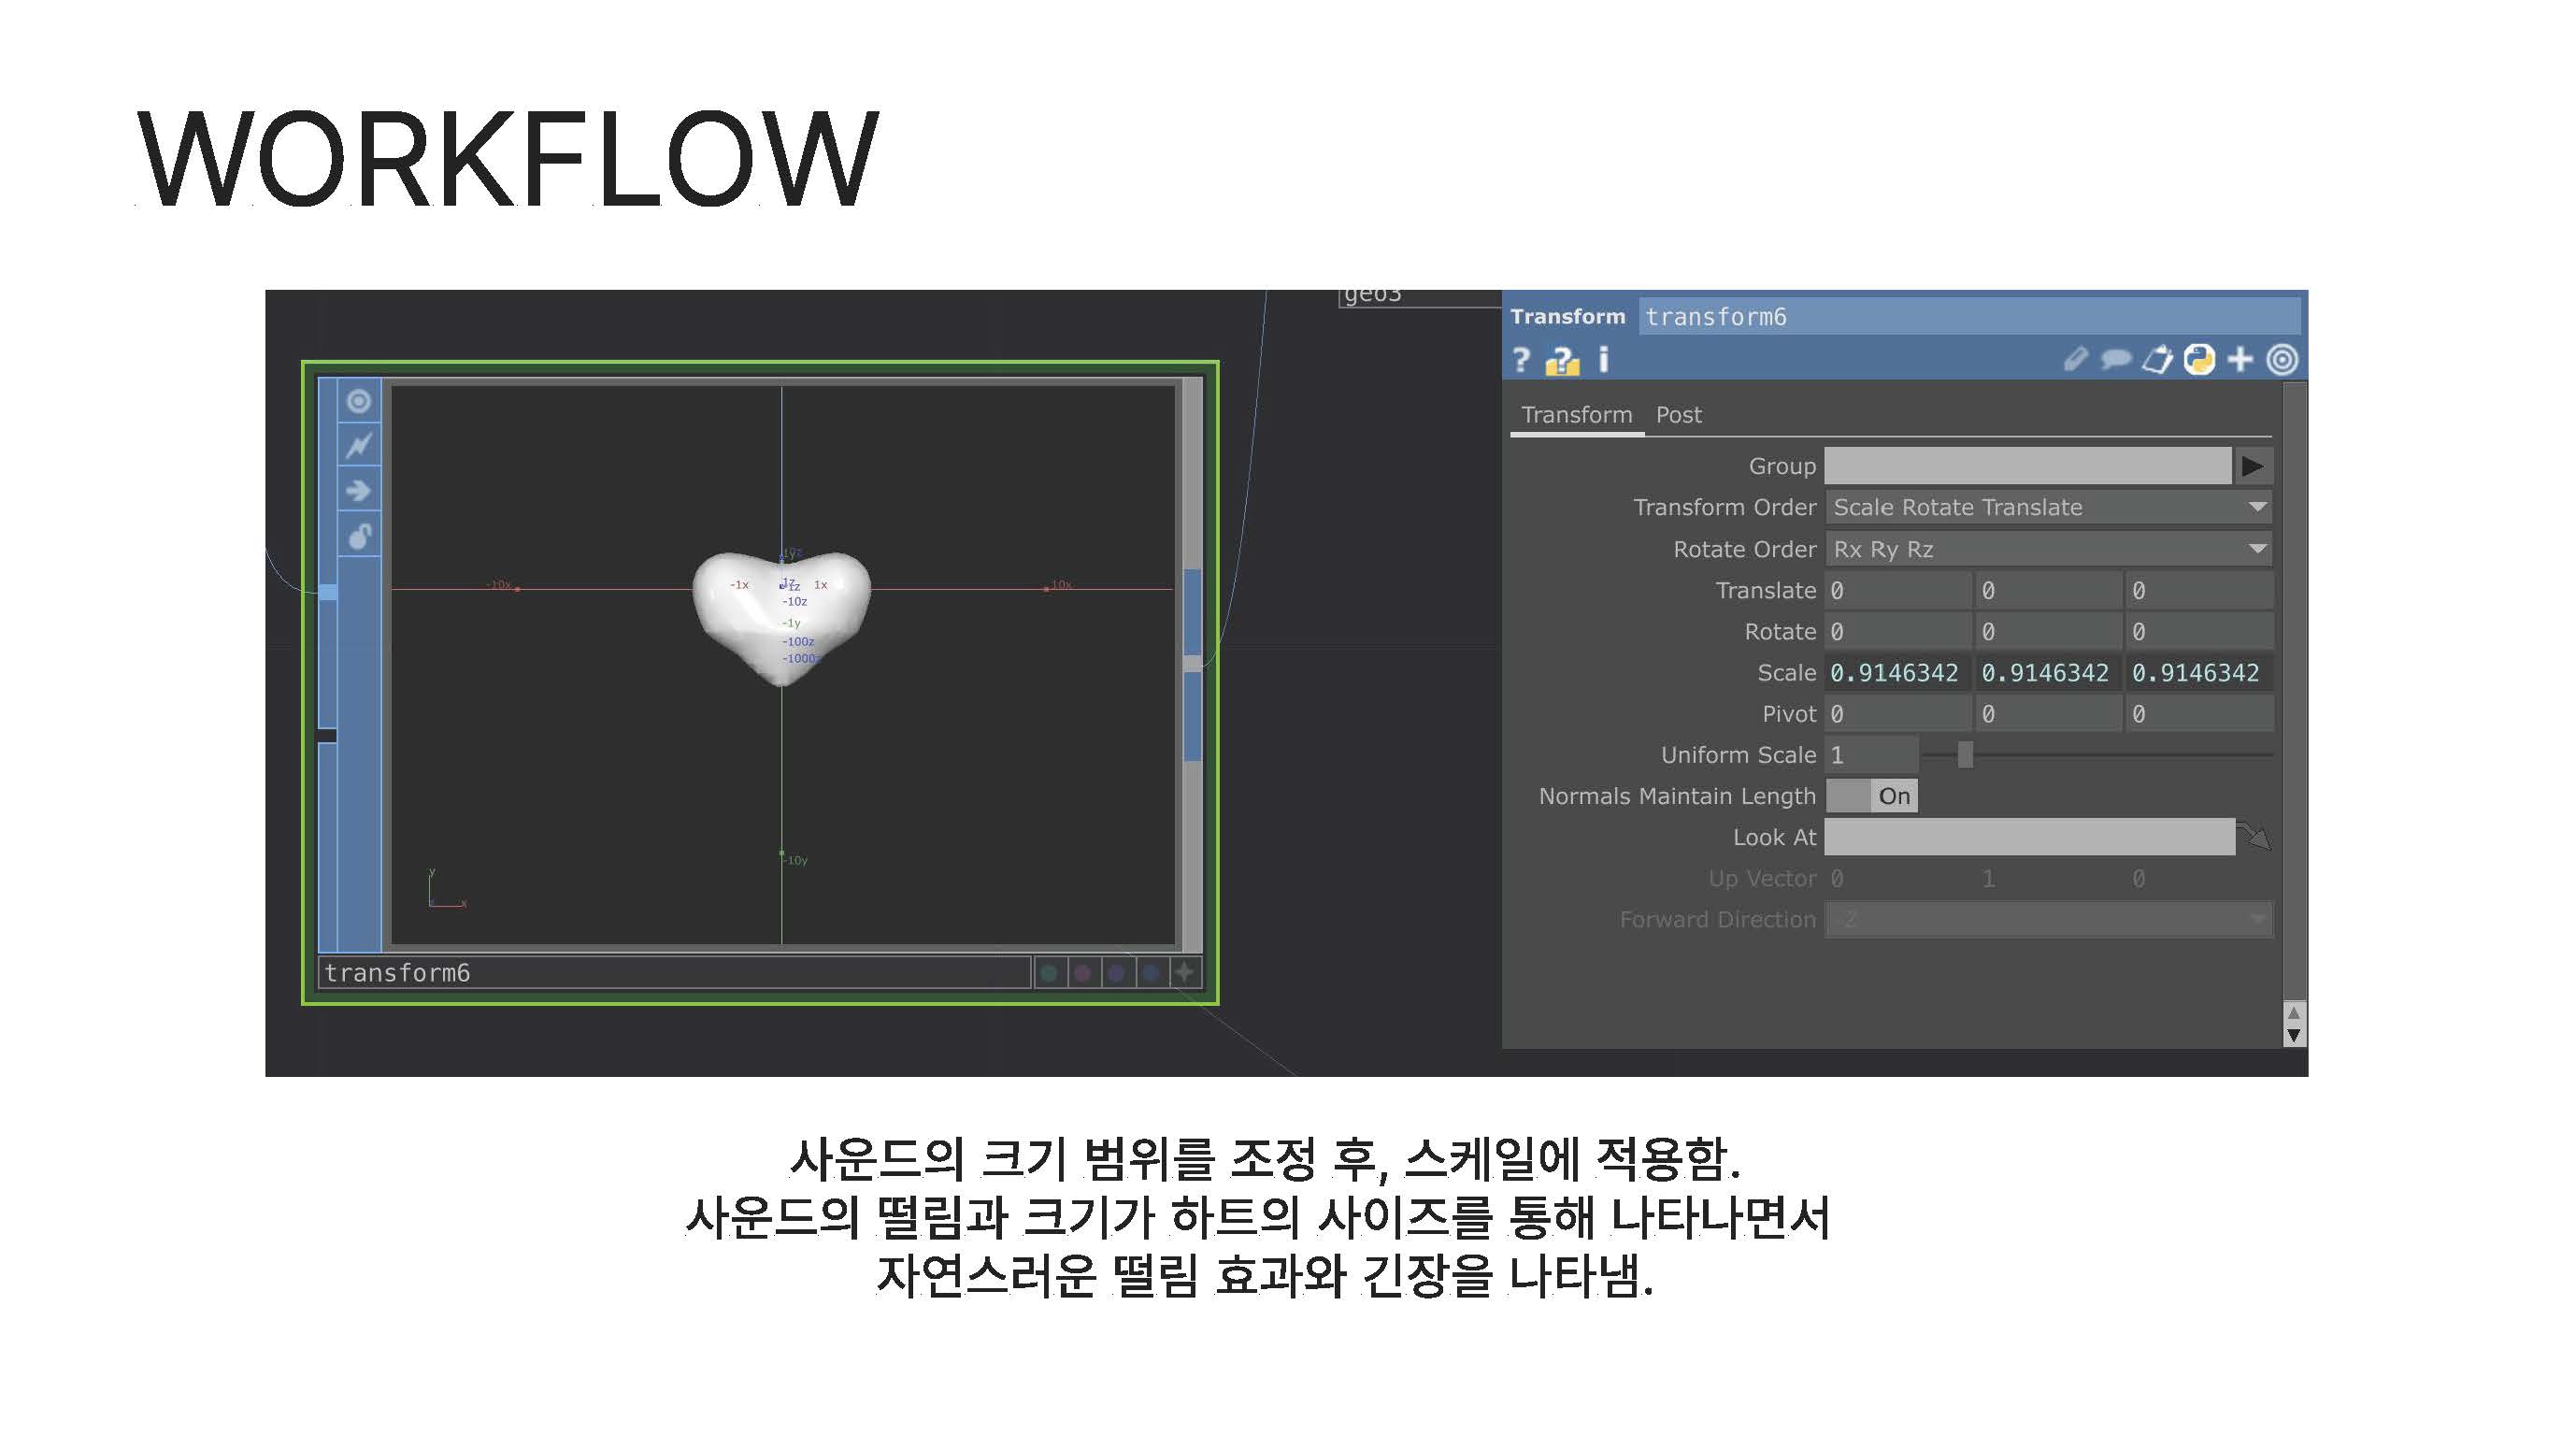 WORKFLOW
geo3
Transform transform6
? ? i
Transform Post
Group
Transform Order Scale Rotate Translate
Rotate Order Rx Ry Rz
Translate 0 0 0
Rotate 0 0 0
Scale 0.9146342 0.9146342 0.9146342
Pivot 0 0 0
Uniform Scale 1
Normals Maintain Length On
Look At
Up Vector 0 1 0
Forward Direction
1y
-10x -1x 1z 1x 10x
-10z
-1y
-100z
-1000z
-10y
y
x
transform6
사운드의 크기 범위를 조정 후, 스케일에 적용함.
사운드의 떨림과 크기가 하트의 사이즈를 통해 나타나면서
자연스러운 떨림 효과와 긴장을 나타냄.